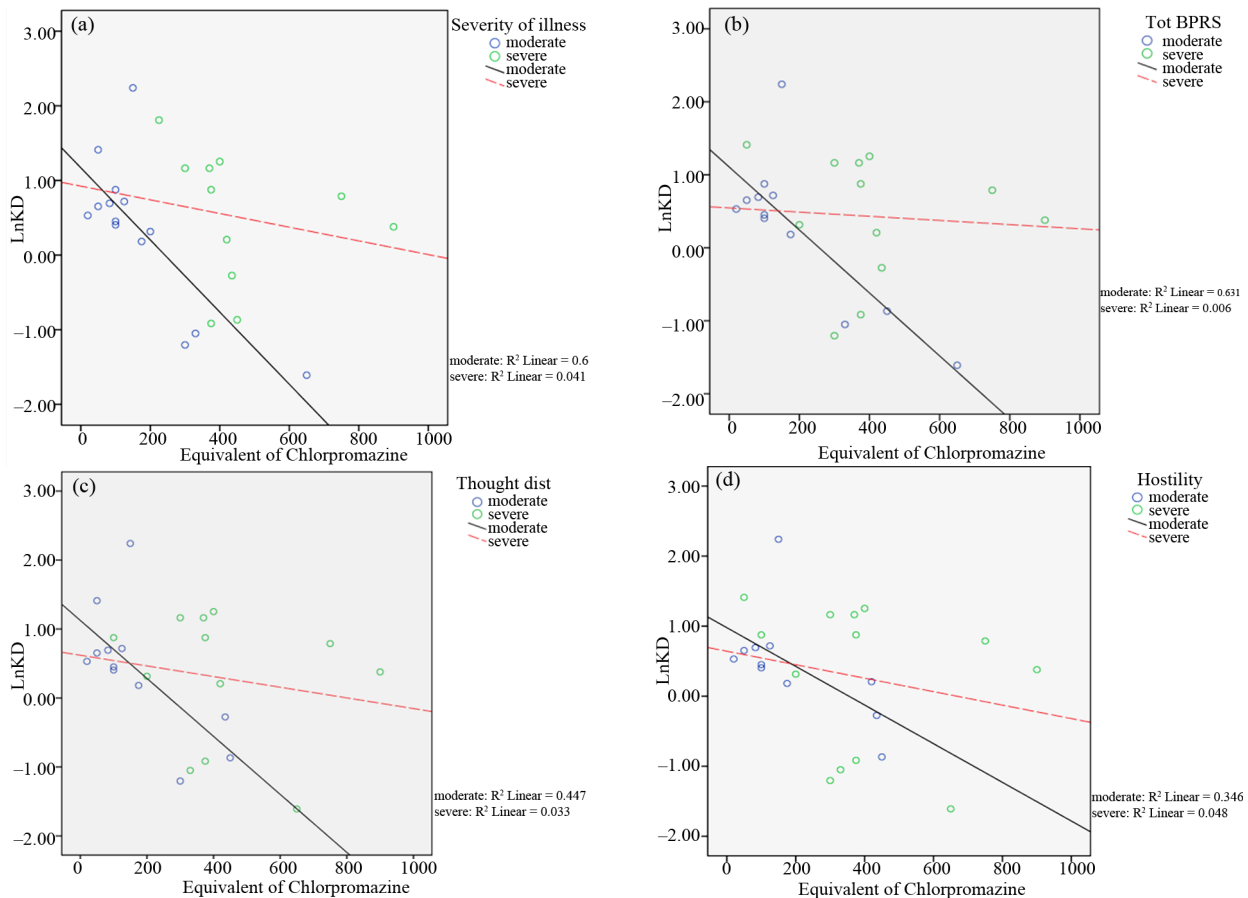 (a)
Severity of illness
moderate
severe
moderate
severe
3.00
2.00
1.00
0.00
−1.00
−2.00
LnKD
moderate: R² Linear = 0.6
severe: R² Linear = 0.041
0 200 400 600 800 1000
Equivalent of Chlorpromazine
(b)
Tot BPRS
moderate
severe
moderate
severe
3.00
2.00
1.00
0.00
−1.00
−2.00
LnKD
moderate: R² Linear = 0.631
severe: R² Linear = 0.006
0 200 400 600 800 1000
Equivalent of Chlorpromazine
(c)
Thought dist
moderate
severe
moderate
severe
3.00
2.00
1.00
0.00
−1.00
−2.00
LnKD
moderate: R² Linear = 0.447
severe: R² Linear = 0.033
0 200 400 600 800 1000
Equivalent of Chlorpromazine
(d)
Hostility
moderate
severe
moderate
severe
3.00
2.00
1.00
0.00
−1.00
−2.00
LnKD
moderate: R² Linear = 0.346
severe: R² Linear = 0.048
0 200 400 600 800 1000
Equivalent of Chlorpromazine